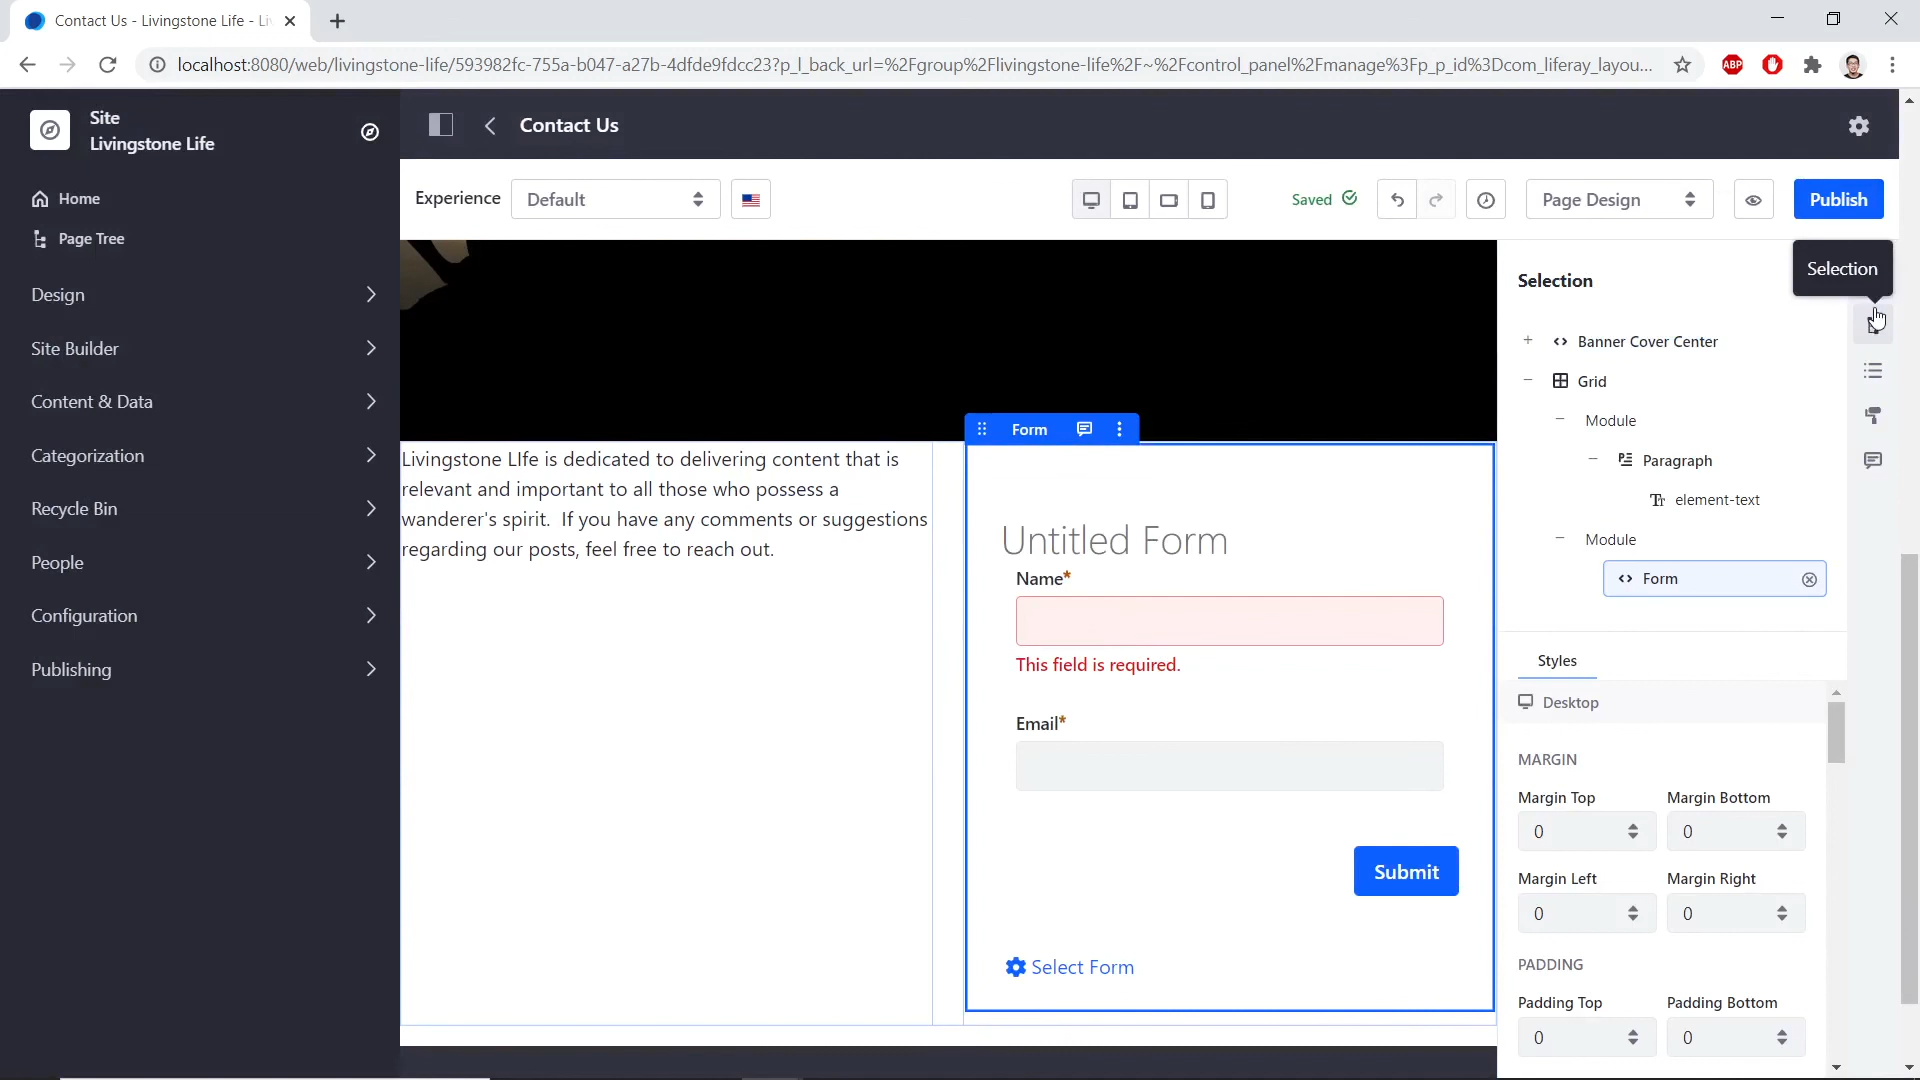 Contact Us - Livingstone Life - Li
localhost:8080/web/livingstone-life/593982fc-755a-b047-a27b-4dfde9fdcc23?p_l_back_url=%2Fgroup%2Flivingstone-life%2F~%2Fcontrol_panel%2Fmanage%3Fp_p_id%3Dcom_liferay_layou...
ABP
Site
Livingstone Life
Home
Page Tree
Design
Site Builder
Content & Data
Categorization
Recycle Bin
People
Configuration
Publishing
Contact Us
Experience
Default
Saved
Page Design
Publish
Livingstone LIfe is dedicated to delivering content that is
relevant and important to all those who possess a
wanderer's spirit.  If you have any comments or suggestions
regarding our posts, feel free to reach out.
Form
Untitled Form
Name*
This field is required.
Email*
Submit
Select Form
Selection
Selection
Banner Cover Center
Grid
Module
Paragraph
element-text
Module
Form
Styles
Desktop
MARGIN
Margin Top
Margin Bottom
0
0
Margin Left
Margin Right
0
0
PADDING
Padding Top
Padding Bottom
0
0